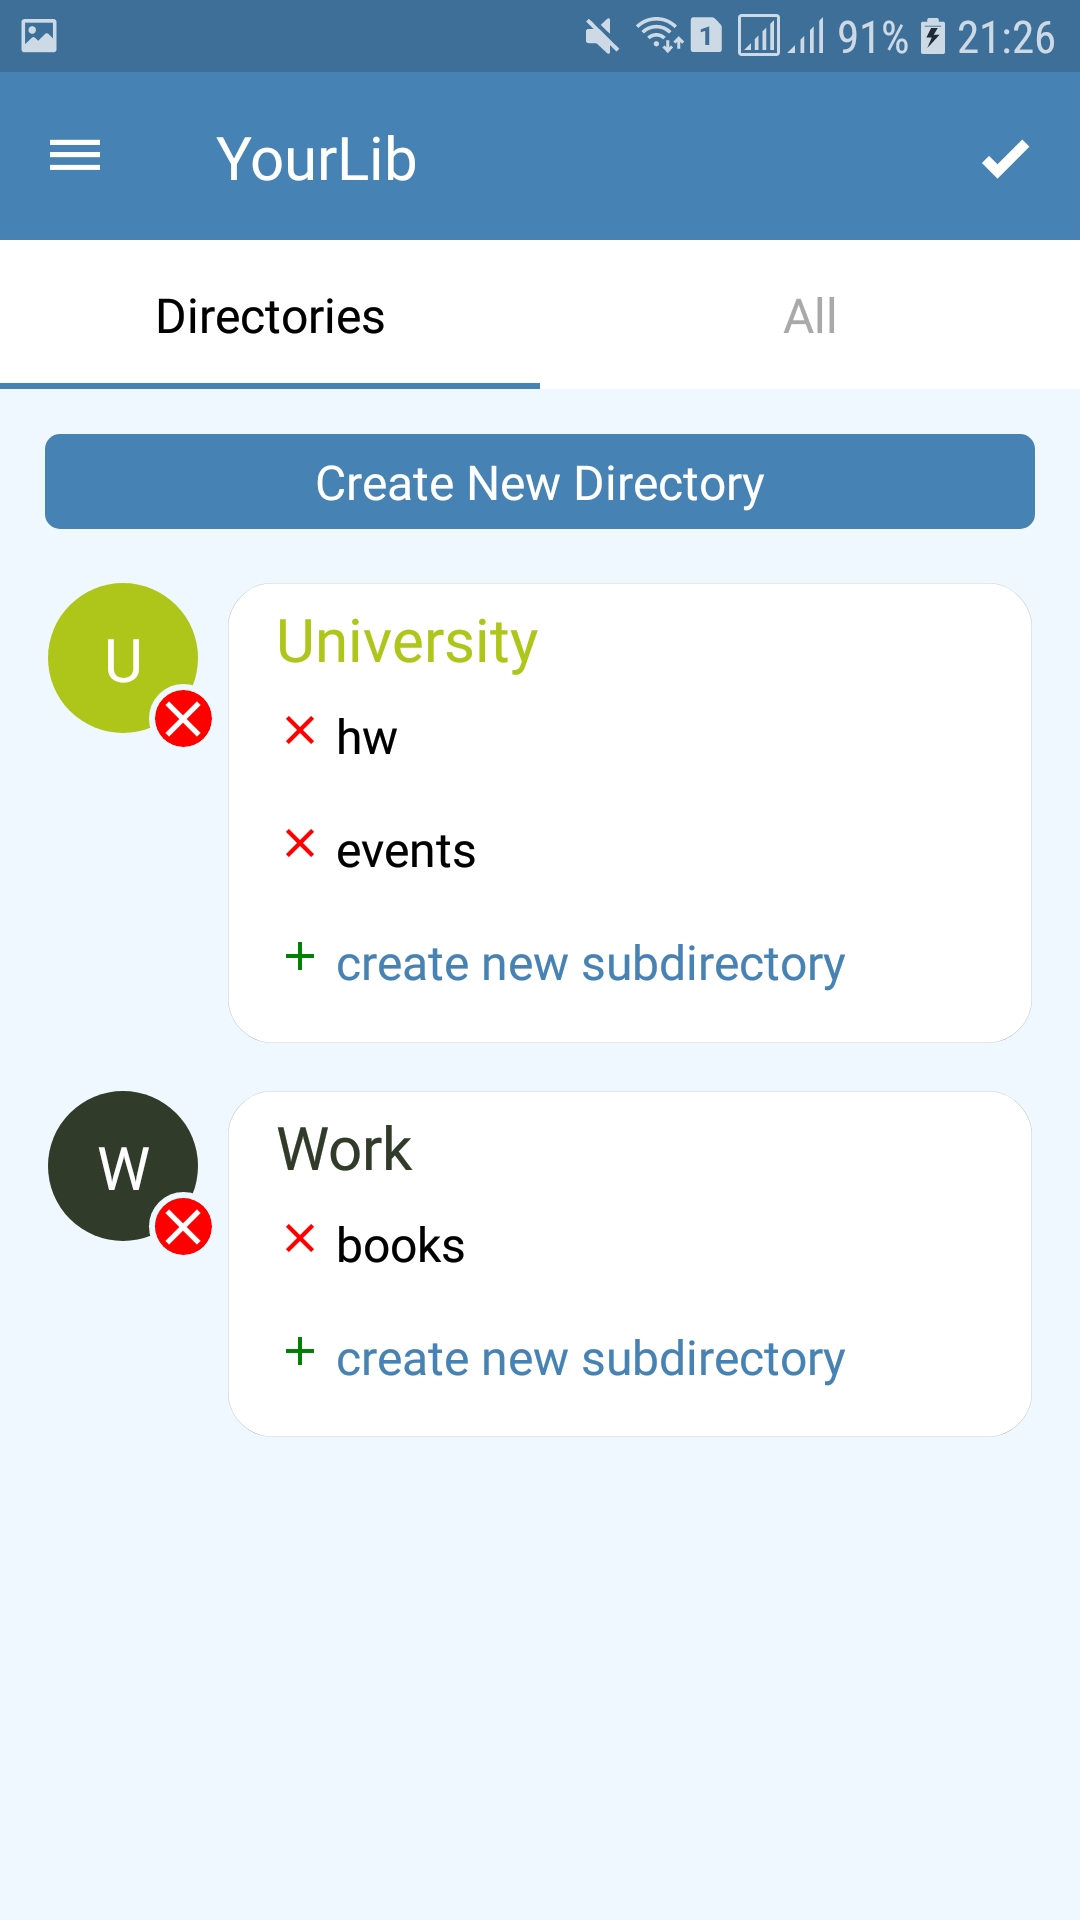 1 91% 21:26
YourLib
Directories All
Create New Directory
U University
hw
events
create new subdirectory
W Work
books
create new subdirectory